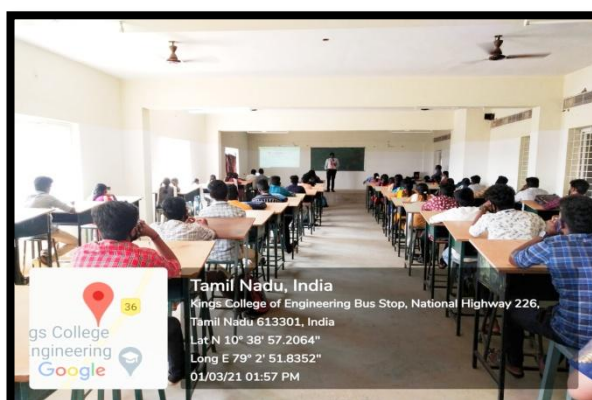 Tamil Nadu, India
Kings College of Engineering Bus Stop, National Highway 226,
Tamil Nadu 613301, India
Lat N 10° 38' 57.2064"
Long E 79° 2' 51.8352"
01/03/21 01:57 PM
36
gs College
ngineering
Google